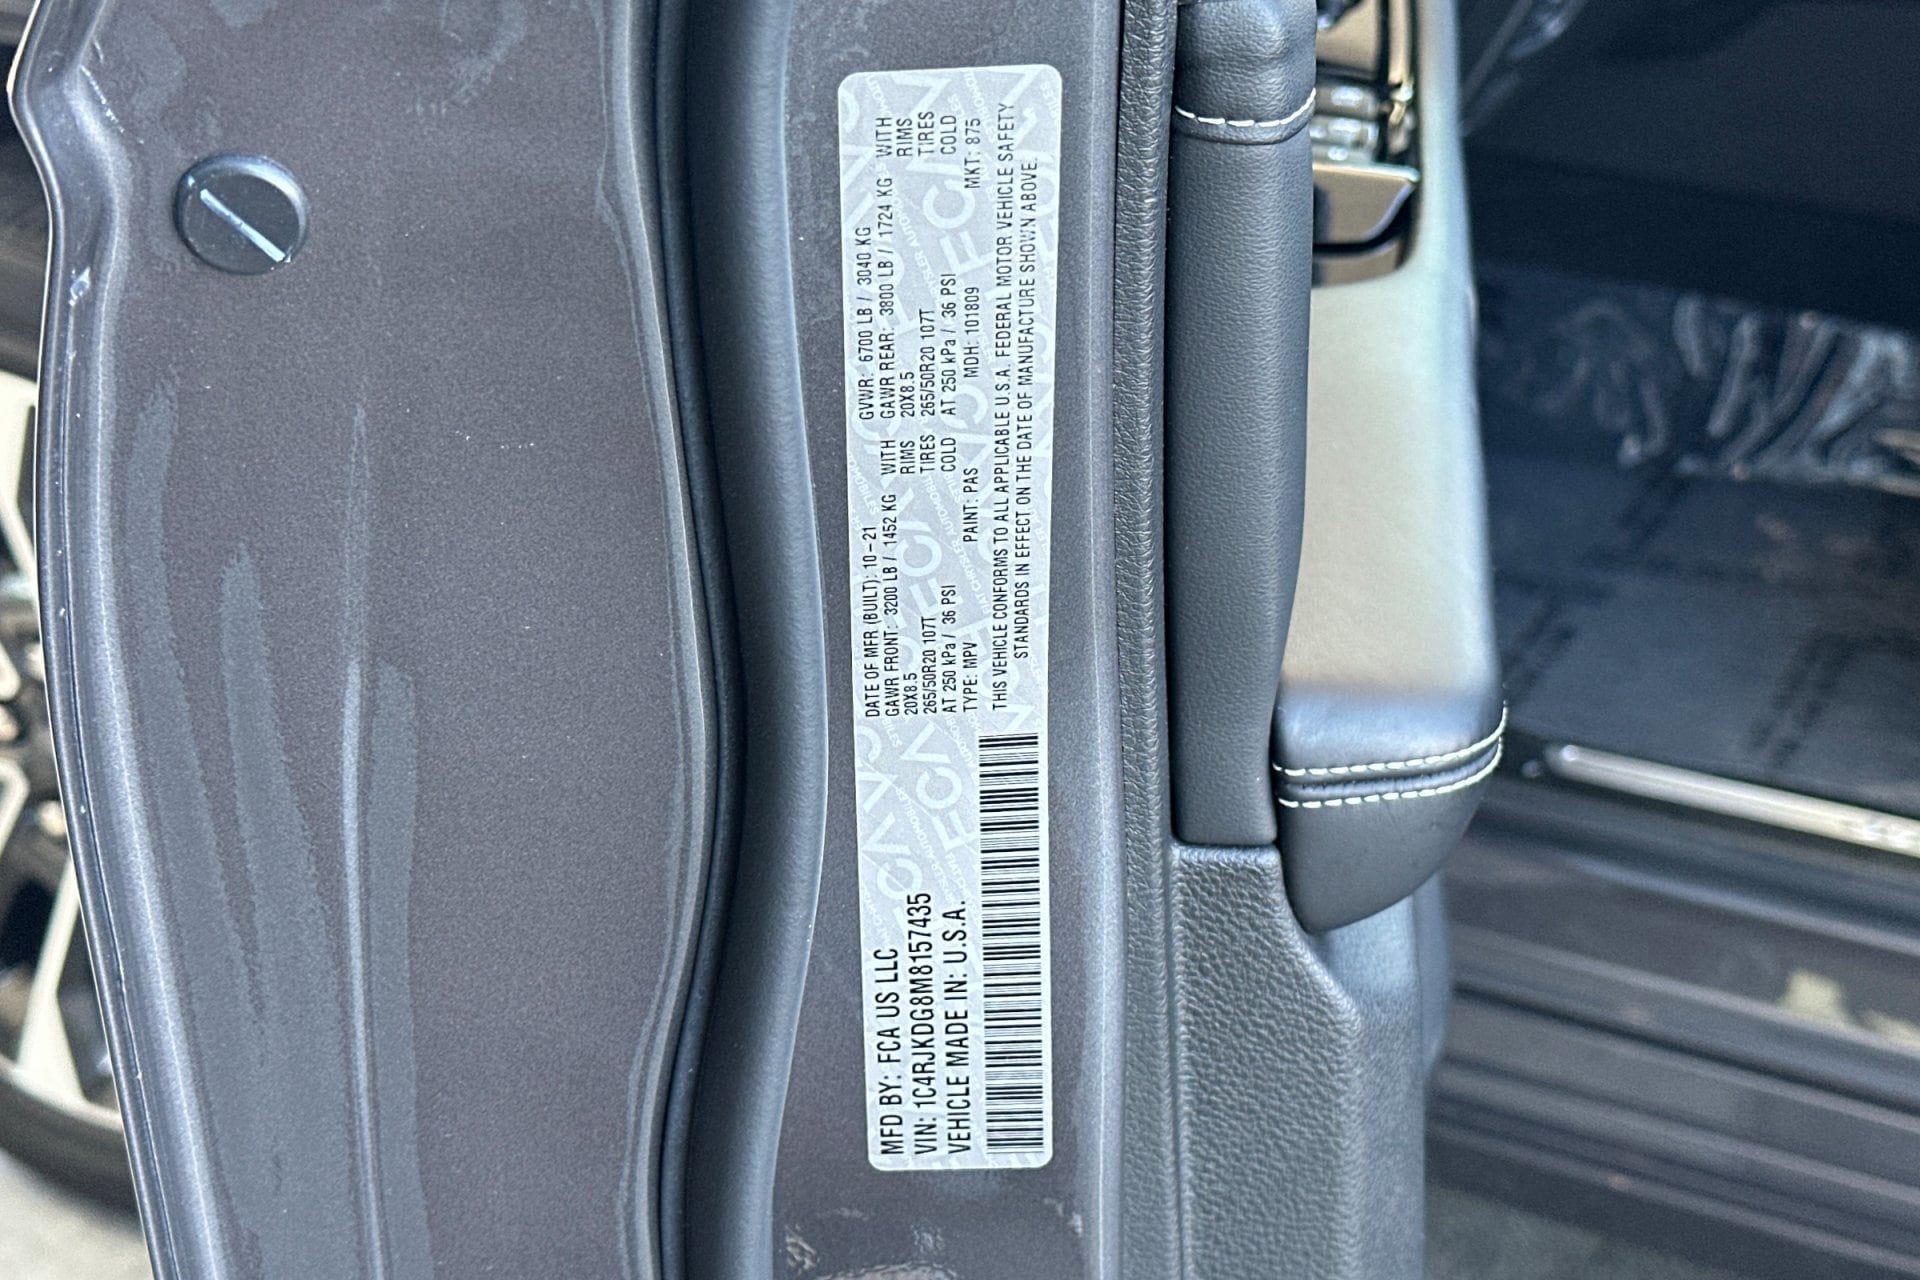 MFD BY: FCA US LLC
VIN: 1C4RJKDG8M8157435
VEHICLE MADE IN: U.S.A.
DATE OF MFR (BUILT): 10-21 GVWR: 6700 LB / 3040 KG
GAWR FRONT: 3200 LB / 1452 KG WITH GAWR REAR: 3800 LB / 1724 KG WITH
20X8.5 RIMS 20X8.5 RIMS
265/50R20 107T TIRES 265/50R20 107T TIRES
AT 250 kPa / 36 PSI COLD AT 250 kPa / 36 PSI COLD
TYPE: MPV PAINT: PAS MDH: 101809 MKT: 875
THIS VEHICLE CONFORMS TO ALL APPLICABLE U.S.A. FEDERAL MOTOR VEHICLE SAFETY
STANDARDS IN EFFECT ON THE DATE OF MANUFACTURE SHOWN ABOVE.